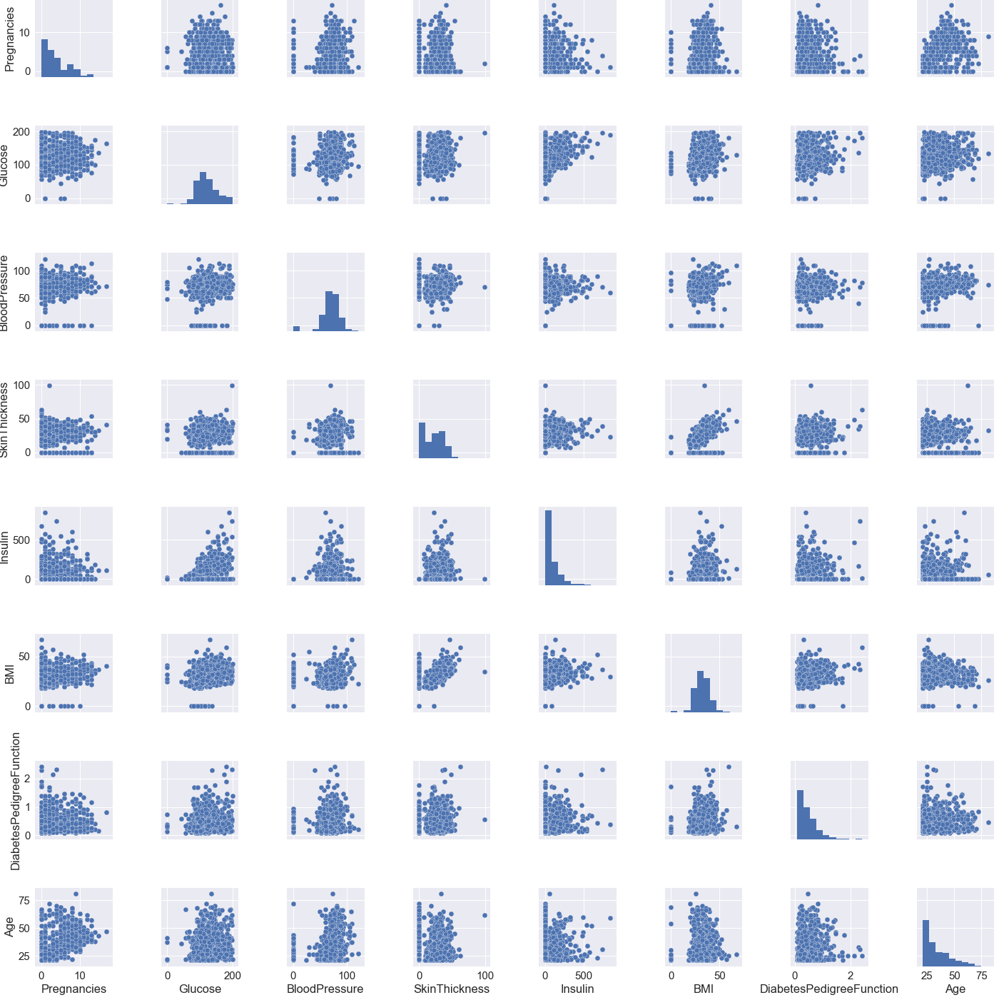 Pregnancies
10
0
Glucose
200
100
0
BloodPressure
100
50
0
SkinThickness
100
50
0
Insulin
500
0
BMI
50
0
DiabetesPedigreeFunction
2
1
0
Age
75
50
25
0 10 0 200 0 100 0 100 0 500 0 50 0 2 25 50 75
Pregnancies Glucose BloodPressure SkinThickness Insulin BMI DiabetesPedigreeFunction Age